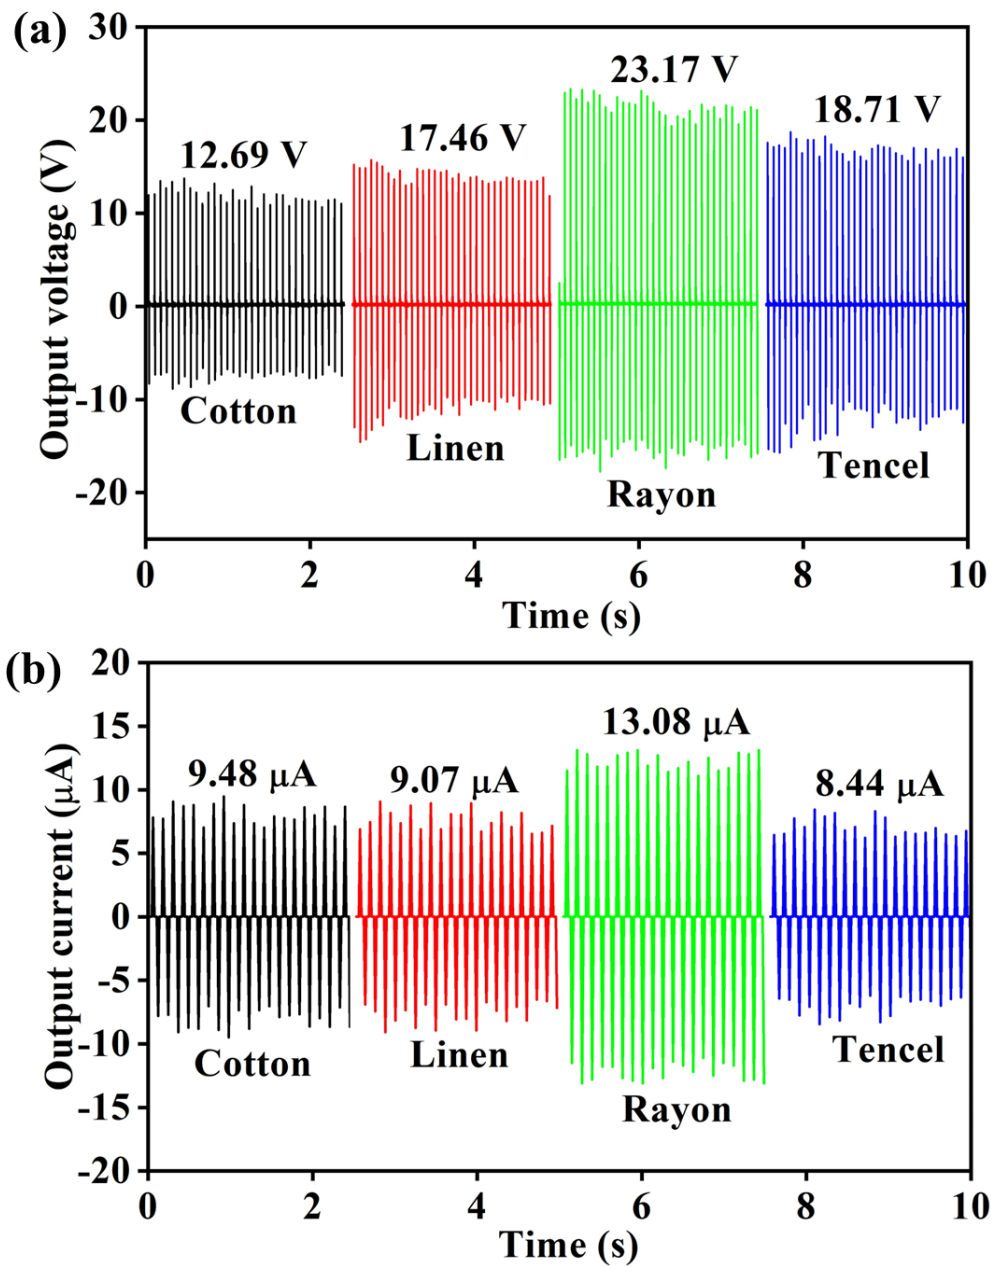 (a)
30
20
10
0
-10
-20
Output voltage (V)
12.69 V
17.46 V
23.17 V
18.71 V
Cotton
Linen
Rayon
Tencel
0 2 4 6 8 10
Time (s)
(b)
20
15
10
5
0
-5
-10
-15
-20
Output current (μA)
9.48 μA
9.07 μA
13.08 μA
8.44 μA
Cotton
Linen
Rayon
Tencel
0 2 4 6 8 10
Time (s)